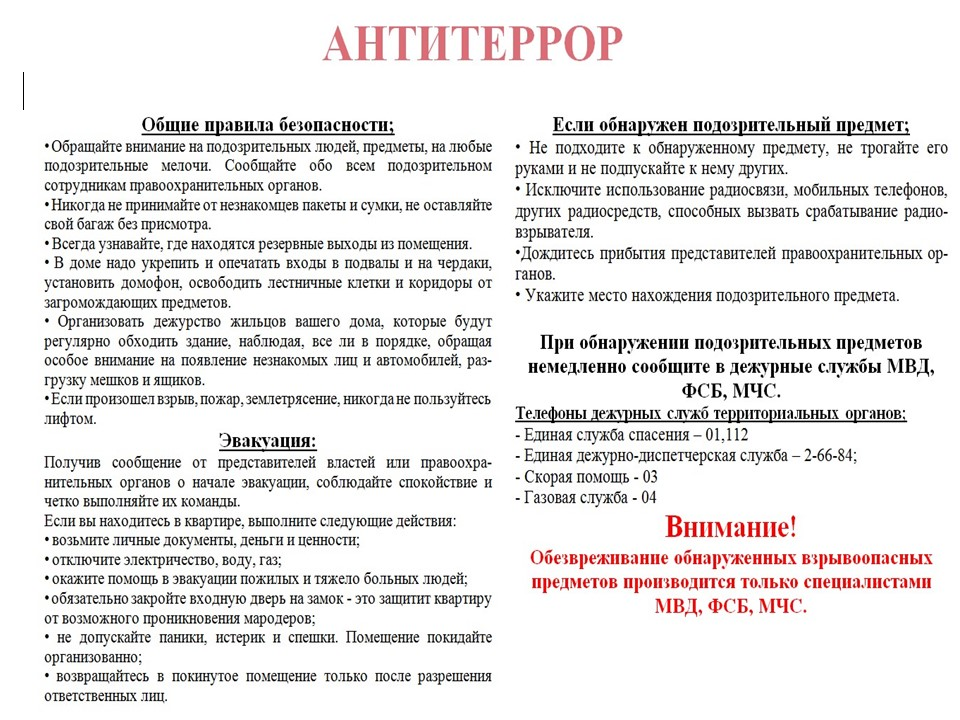 АНТИТЕРРОР
Общие правила безопасности;
• Обращайте внимание на подозрительных людей, предметы, на любые
подозрительные мелочи. Сообщайте обо всем подозрительном
сотрудникам правоохранительных органов.
• Никогда не принимайте от незнакомцев пакеты и сумки, не оставляйте
свой багаж без присмотра.
• Всегда узнавайте, где находятся резервные выходы из помещения.
• В доме надо укрепить и опечатать входы в подвалы и на чердаки,
установить домофон, освободить лестничные клетки и коридоры от
загромождающих предметов.
• Организовать дежурство жильцов вашего дома, которые будут
регулярно обходить здание, наблюдая, все ли в порядке, обращая
особое внимание на появление незнакомых лиц и автомобилей, раз-
грузку мешков и ящиков.
• Если произошел взрыв, пожар, землетрясение, никогда не пользуйтесь
лифтом.
Эвакуация:
Получив сообщение от представителей властей или правоохра-
нительных органов о начале эвакуации, соблюдайте спокойствие и
четко выполняйте их команды.
Если вы находитесь в квартире, выполните следующие действия:
• возьмите личные документы, деньги и ценности;
• отключите электричество, воду, газ;
• окажите помощь в эвакуации пожилых и тяжело больных людей;
• обязательно закройте входную дверь на замок - это защитит квартиру
от возможного проникновения мародеров;
• не допускайте паники, истерик и спешки. Помещение покидайте
организованно;
• возвращайтесь в покинутое помещение только после разрешения
ответственных лиц.
Если обнаружен подозрительный предмет;
• Не подходите к обнаруженному предмету, не трогайте его
руками и не подпускайте к нему других.
• Исключите использование радиосвязи, мобильных телефонов,
других радиосредств, способных вызвать срабатывание радио-
взрывателя.
•Дождитесь прибытия представителей правоохранительных ор-
ганов.
• Укажите место нахождения подозрительного предмета.
При обнаружении подозрительных предметов
немедленно сообщите в дежурные службы МВД,
ФСБ, МЧС.
Телефоны дежурных служб территориальных органов;
- Единая служба спасения – 01,112
- Единая дежурно-диспетчерская служба – 2-66-84;
- Скорая помощь - 03
- Газовая служба - 04
Внимание!
Обезвреживание обнаруженных взрывоопасных
предметов производится только специалистами
МВД, ФСБ, МЧС.